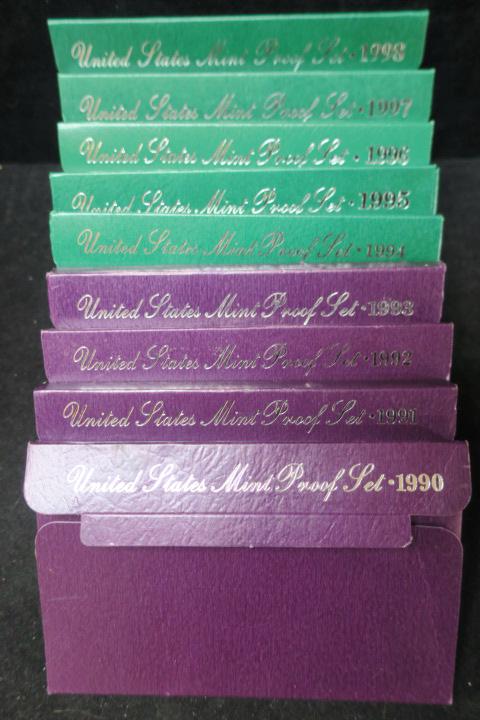 United States Mint Proof Set · 1998
United States Mint Proof Set · 1997
United States Mint Proof Set · 1996
United States Mint Proof Set · 1995
United States Mint Proof Set · 1994
United States Mint Proof Set · 1993
United States Mint Proof Set · 1992
United States Mint Proof Set · 1991
United States Mint Proof Set · 1990